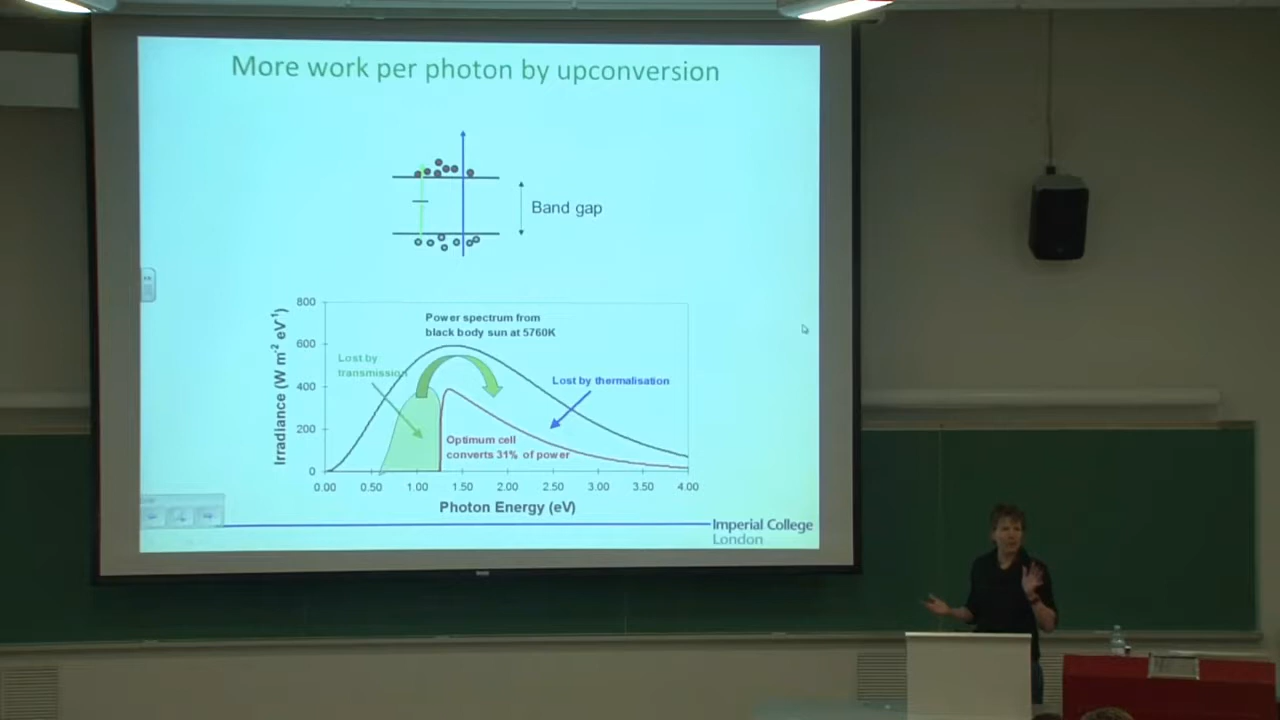 More work per photon by upconversion
Band gap
800
600
400
200
0
Irradiance (W m-2 eV-1)
Power spectrum from
black body sun at 5760K
Lost by
transmission
Lost by thermalisation
Optimum cell
converts 31% of power
0.00 0.50 1.00 1.50 2.00 2.50 3.00 3.50 4.00
Photon Energy (eV)
Imperial College
London